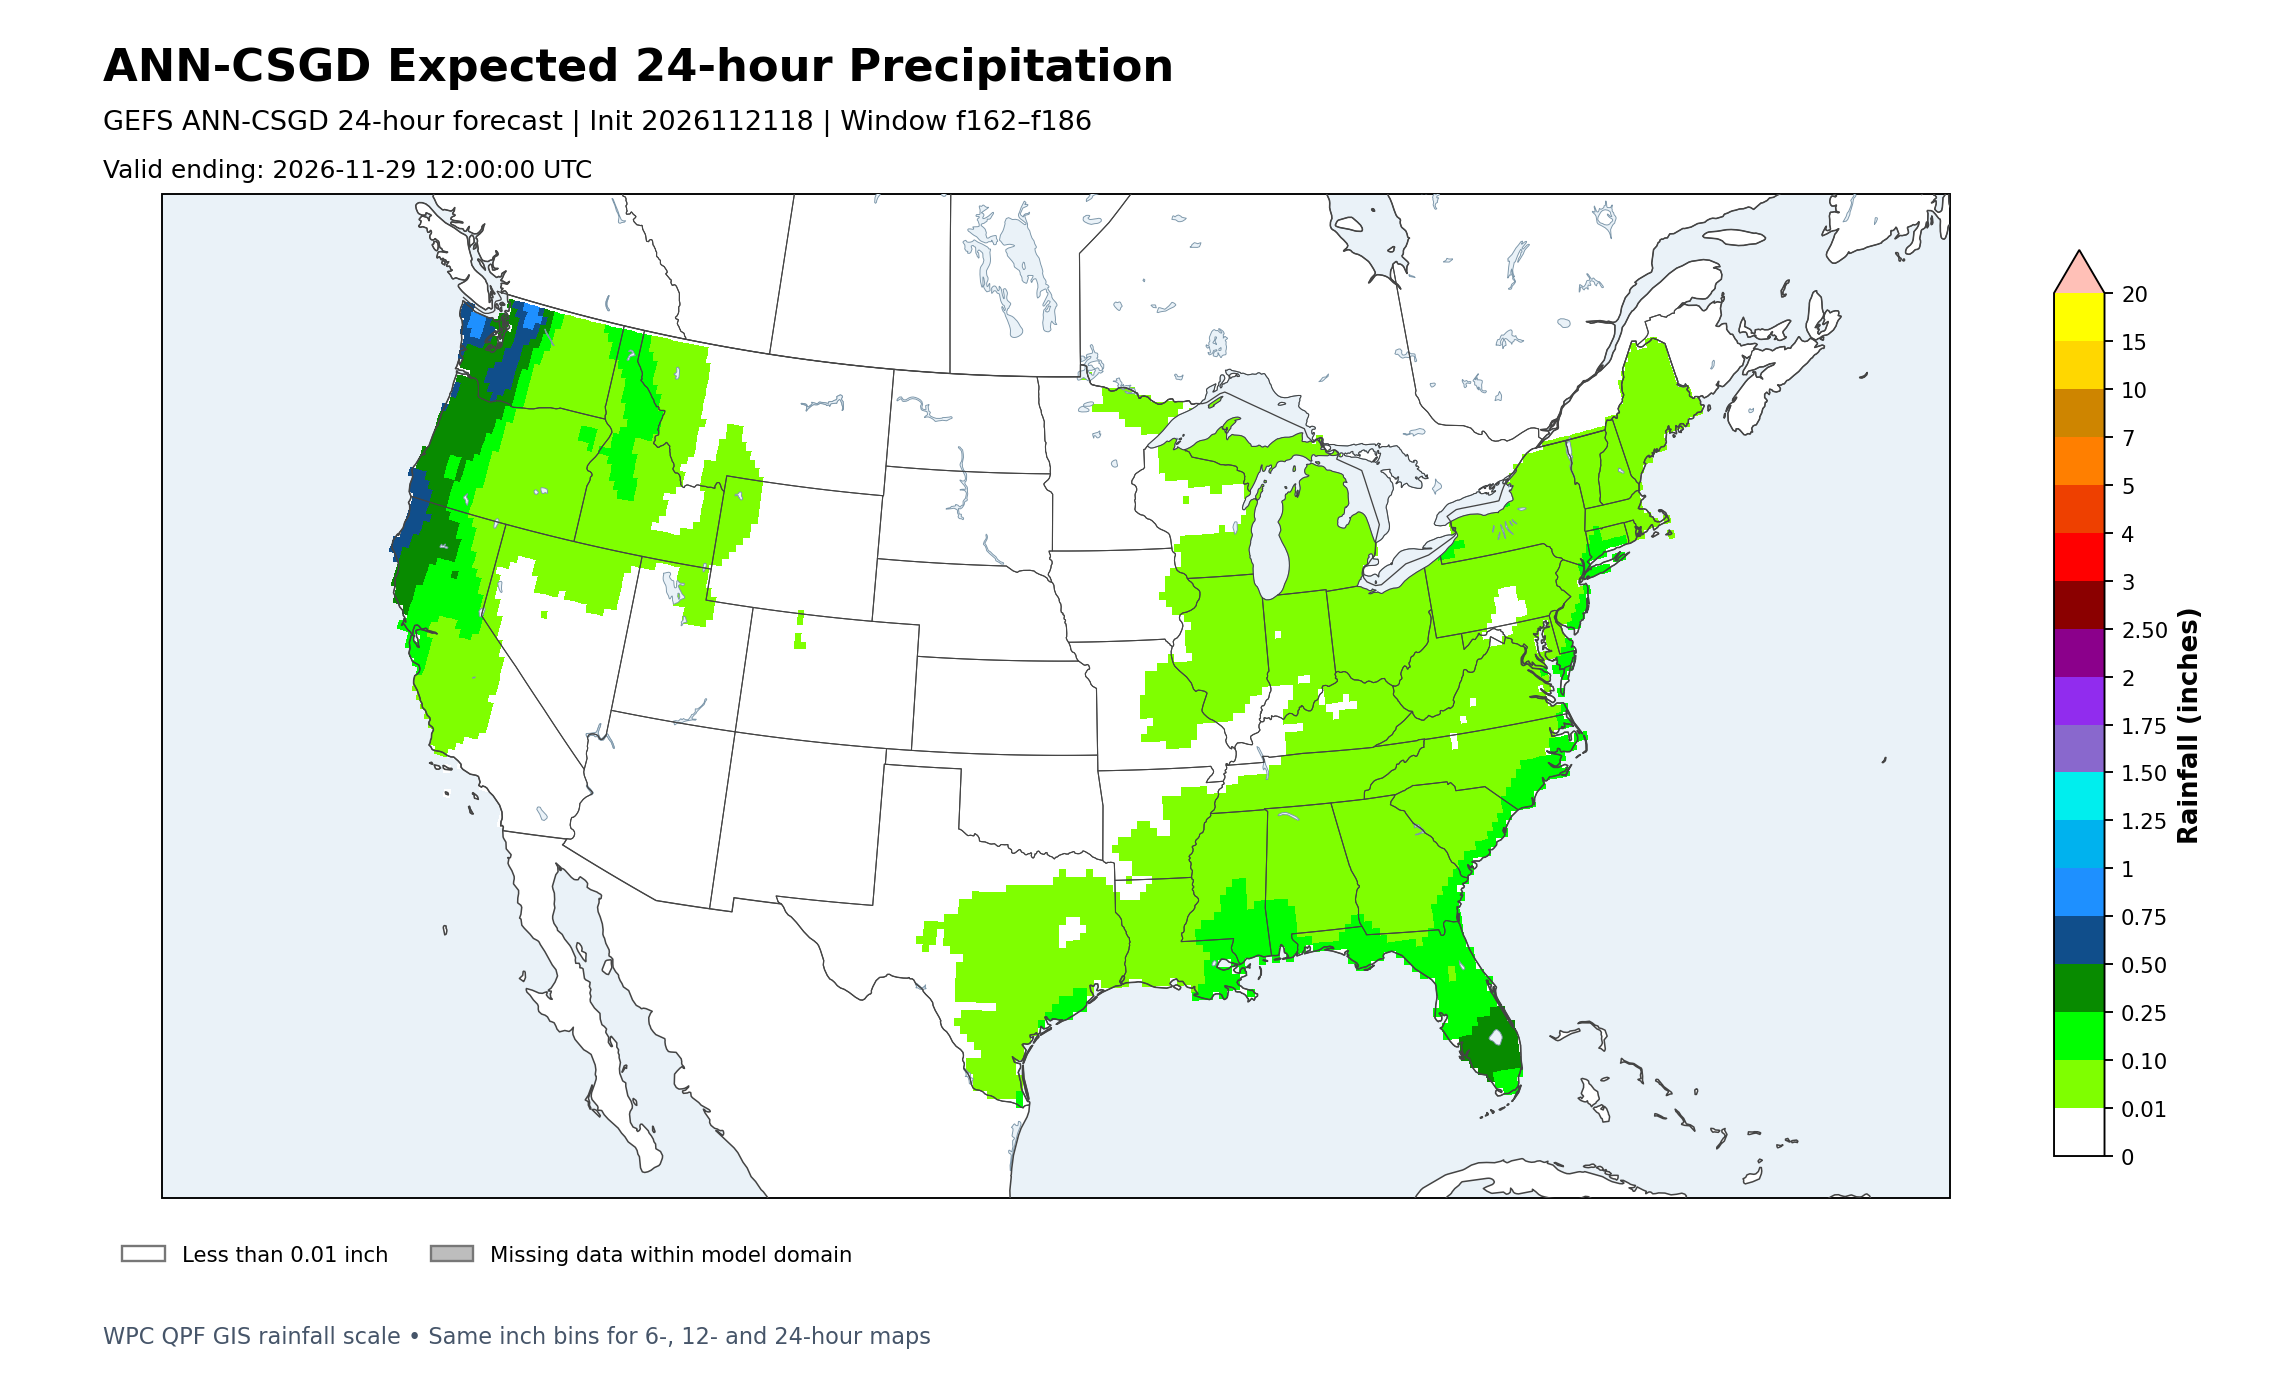 ANN-CSGD Expected 24-hour Precipitation
GEFS ANN-CSGD 24-hour forecast | Init 2026112118 | Window f162–f186
Valid ending: 2026-11-29 12:00:00 UTC
20
15
10
7
5
4
3
2.50
2
1.75
1.50
1.25
1
0.75
0.50
0.25
0.10
0.01
0
Rainfall (inches)
Less than 0.01 inch
Missing data within model domain
WPC QPF GIS rainfall scale • Same inch bins for 6-, 12- and 24-hour maps